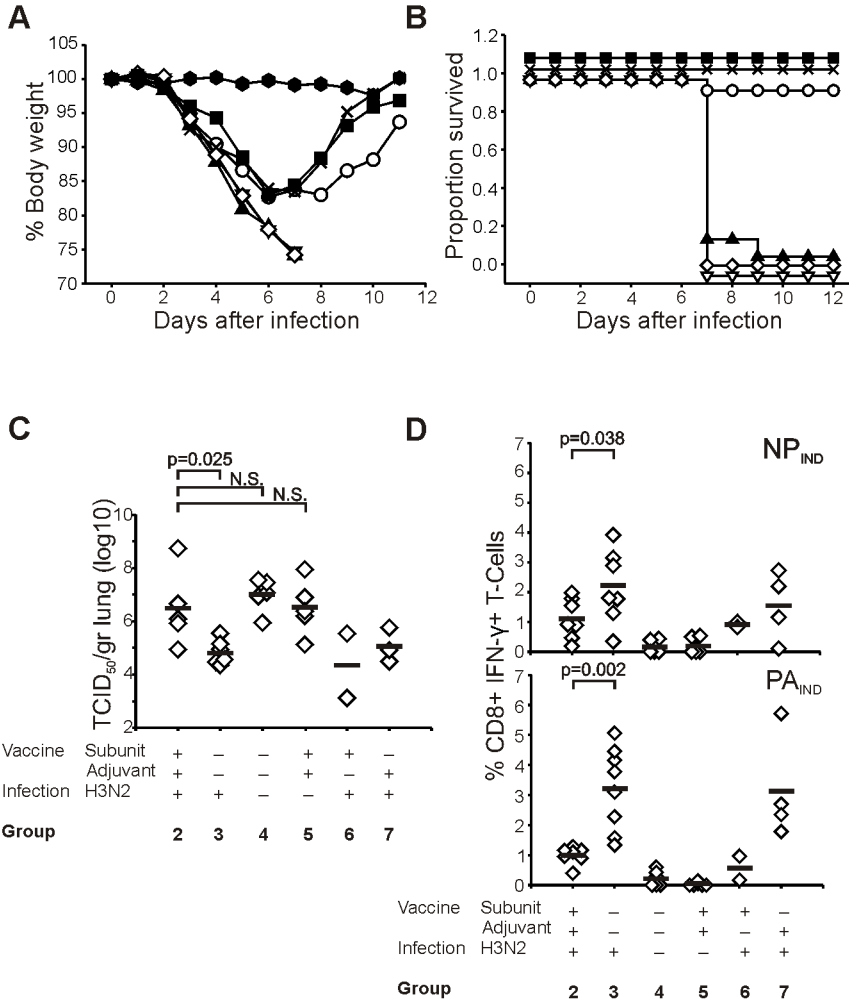 A
105
100
95
90
85
80
75
70
% Body weight
0 2 4 6 8 10 12
Days after infection
B
1.2
1.0
0.8
0.6
0.4
0.2
0.0
Proportion survived
0 2 4 6 8 10 12
Days after infection
C
p=0.025
N.S.
N.S.
10
8
6
4
2
TCID50/gr lung (log10)
Vaccine Subunit + – – + + –
Adjuvant + – – + – +
Infection H3N2 + + – – + +
Group 2 3 4 5 6 7
D
p=0.038
NPIND
7
6
5
4
3
2
1
0
% CD8+ IFN-γ+ T-Cells
p=0.002
PAIND
7
6
5
4
3
2
1
0
Vaccine Subunit + – – + + –
Adjuvant + – – + – +
Infection H3N2 + + – – + +
Group 2 3 4 5 6 7